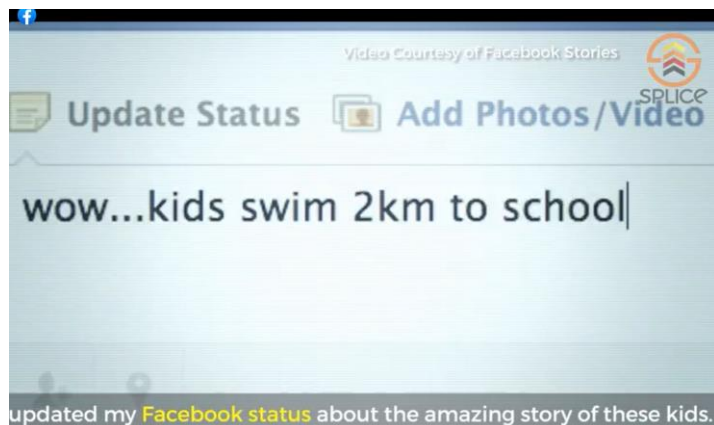 Video Courtesy of Facebook Stories
SPLICE
Update Status Add Photos/Video
wow...kids swim 2km to school
updated my Facebook status about the amazing story of these kids.